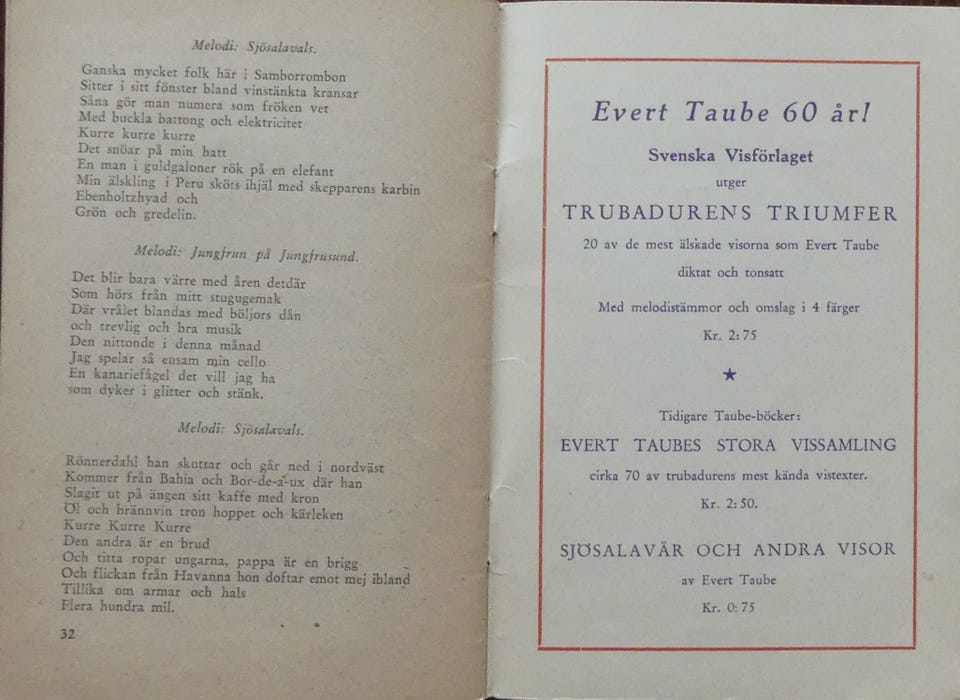 Melodi: Sjösalavals.
Ganska mycket folk här i Samborrombon
Sitter i sitt fönster bland vinstänkta kransar
Såna gör man numera som fröken vet
Med buckla battong och elektricitet
Kurre kurre kurre
Det snöar på min hatt
En man i guldgaloner rök på en elefant
Min älskling i Peru sköts ihjäl med skepparens karbin
Ebenholtzhyad och
Grön och gredelin.
Melodi: Jungfrun på Jungfrusund.
Det blir bara värre med åren detdär
Som hörs från mitt stugugemak
Där vrålet blandas med böljors dån
och trevlig och bra musik
Den nittonde i denna månad
Jag spelar så ensam min cello
En kanariefågel det vill jag ha
som dyker i glitter och stänk.
Melodi: Sjösalavals.
Rönnerdahl han skuttar och går ned i nordväst
Kommer från Bahia och Bor-de-a-ux där han
Slagit ut på ängen sitt kaffe med kron
Öl och brännvin tron hoppet och kärleken
Kurre Kurre Kurre
Den andra är en brud
Och titta ropar ungarna, pappa är en brigg
Och flickan från Havanna hon doftar emot mej ibland
Tillika om armar och hals
Flera hundra mil.
32
Evert Taube 60 år!
Svenska Visförlaget
utger
TRUBADURENS TRIUMFER
20 av de mest älskade visorna som Evert Taube
diktat och tonsatt
Med melodistämmor och omslag i 4 färger
Kr. 2:75
★
Tidigare Taube-böcker:
EVERT TAUBES STORA VISSAMLING
cirka 70 av trubadurens mest kända vistexter.
Kr. 2:50.
SJÖSALAVÅR OCH ANDRA VISOR
av Evert Taube
Kr. 0:75